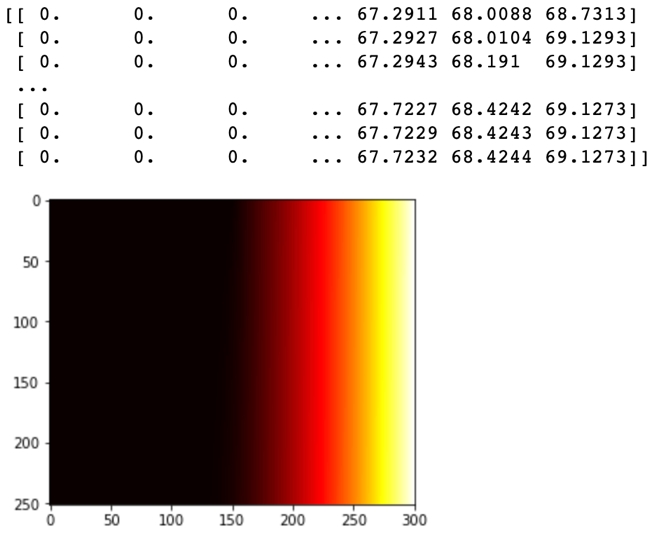 [[ 0. 0. 0. ... 67.2911 68.0088 68.7313]
[ 0. 0. 0. ... 67.2927 68.0104 69.1293]
[ 0. 0. 0. ... 67.2943 68.191 69.1293]
...
[ 0. 0. 0. ... 67.7227 68.4242 69.1273]
[ 0. 0. 0. ... 67.7229 68.4243 69.1273]
[ 0. 0. 0. ... 67.7232 68.4244 69.1273]]
0
50
100
150
200
250
0 50 100 150 200 250 300